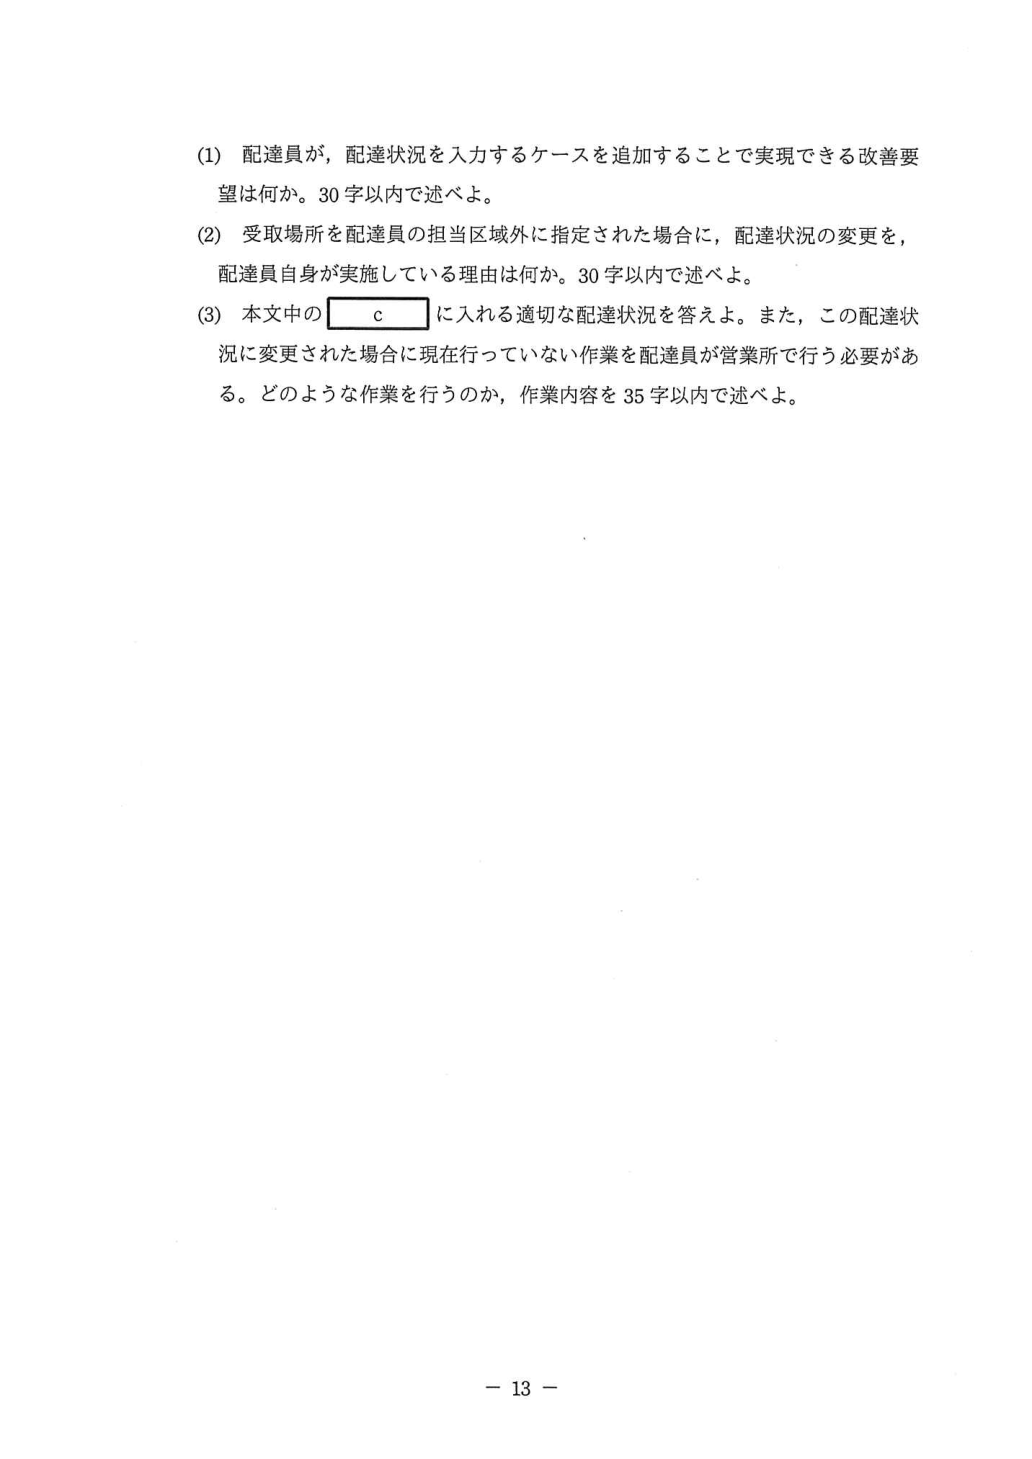 (1) 配達員が，配達状況を入力するケースを追加することで実現できる改善要
望は何か。30 字以内で述べよ。
(2) 受取場所を配達員の担当区域外に指定された場合に，配達状況の変更を，
配達員自身が実施している理由は何か。30 字以内で述べよ。
(3) 本文中の c に入れる適切な配達状況を答えよ。また，この配達状
況に変更された場合に現在行っていない作業を配達員が営業所で行う必要があ
る。どのような作業を行うのか，作業内容を 35 字以内で述べよ。
－ 13 －